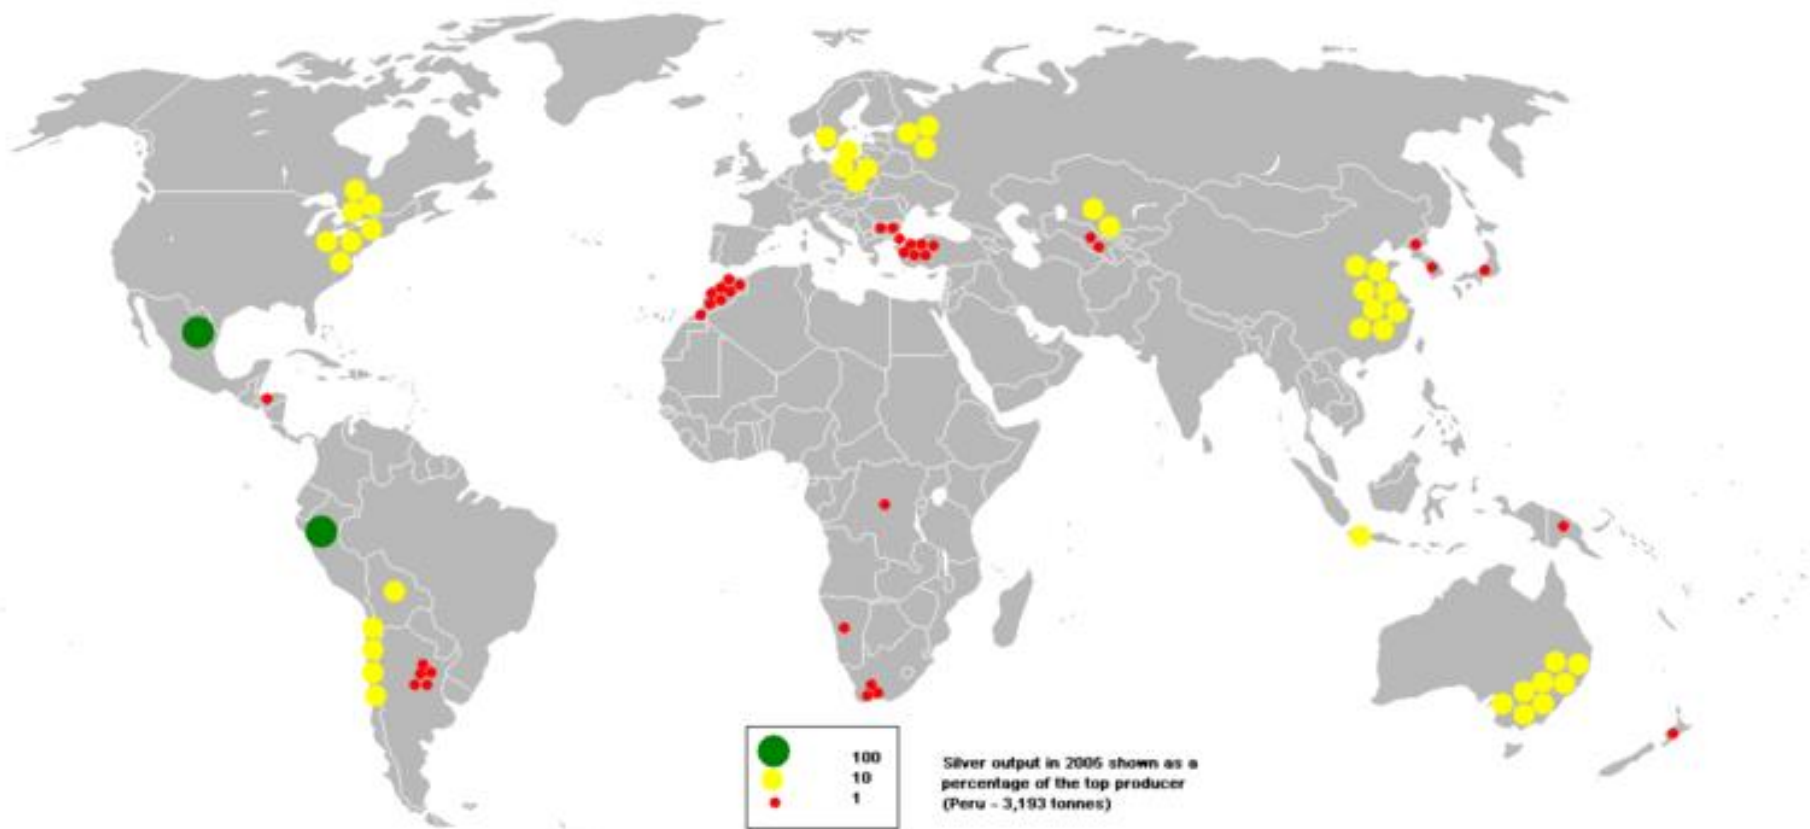 100
10
1
Silver output in 2005 shown as a
percentage of the top producer
(Peru - 3,193 tonnes)